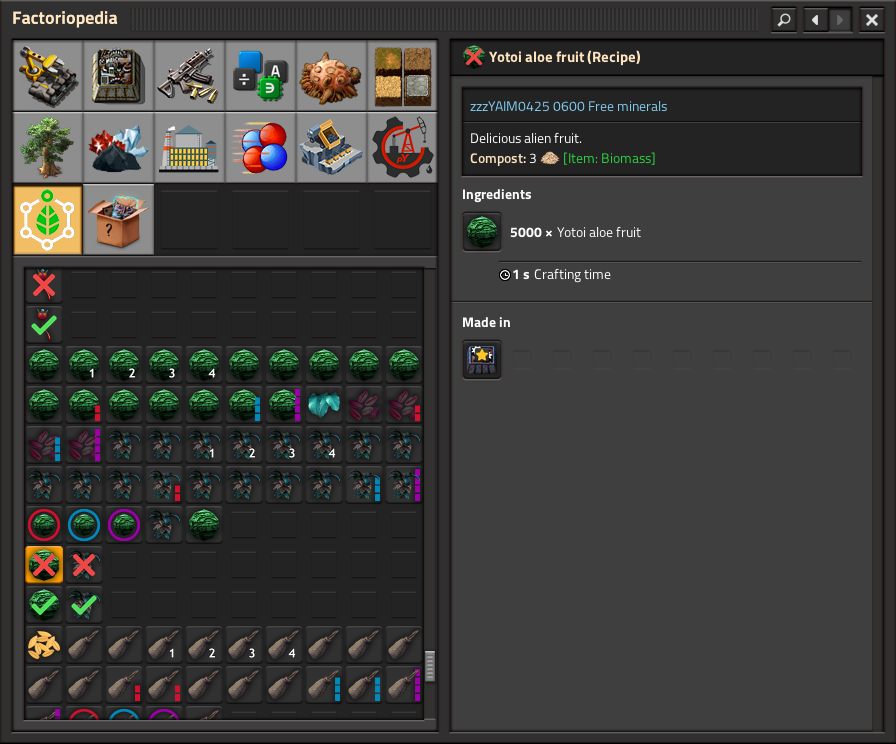 Factoriopedia
Yotoi aloe fruit (Recipe)
zzzYAIM0425 0600 Free minerals
Delicious alien fruit.
Compost: 3 [Item: Biomass]
Ingredients
5000 × Yotoi aloe fruit
1 s Crafting time
Made in
A
÷
PY
?
1 2 3 4
1 2 3 4
1 2 3 4